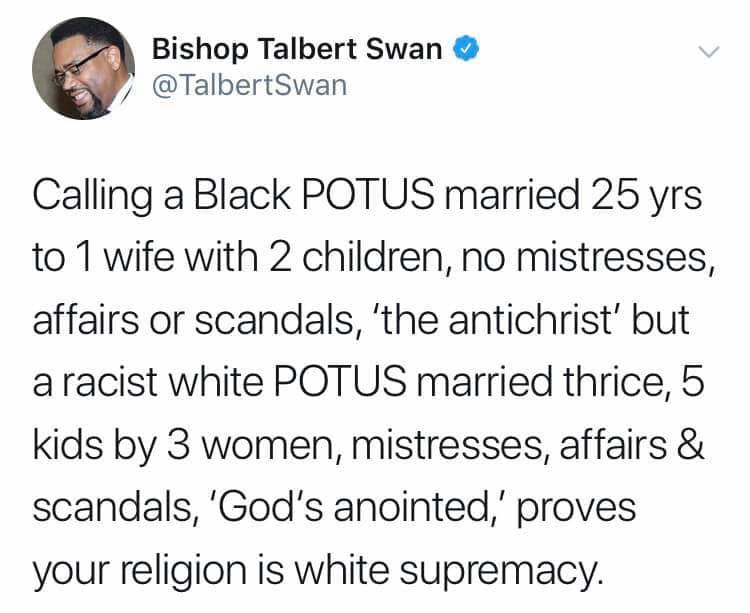 Bishop Talbert Swan
@TalbertSwan
Calling a Black POTUS married 25 yrs
to 1 wife with 2 children, no mistresses,
affairs or scandals, ‘the antichrist’ but
a racist white POTUS married thrice, 5
kids by 3 women, mistresses, affairs &
scandals, 'God's anointed,' proves
your religion is white supremacy.